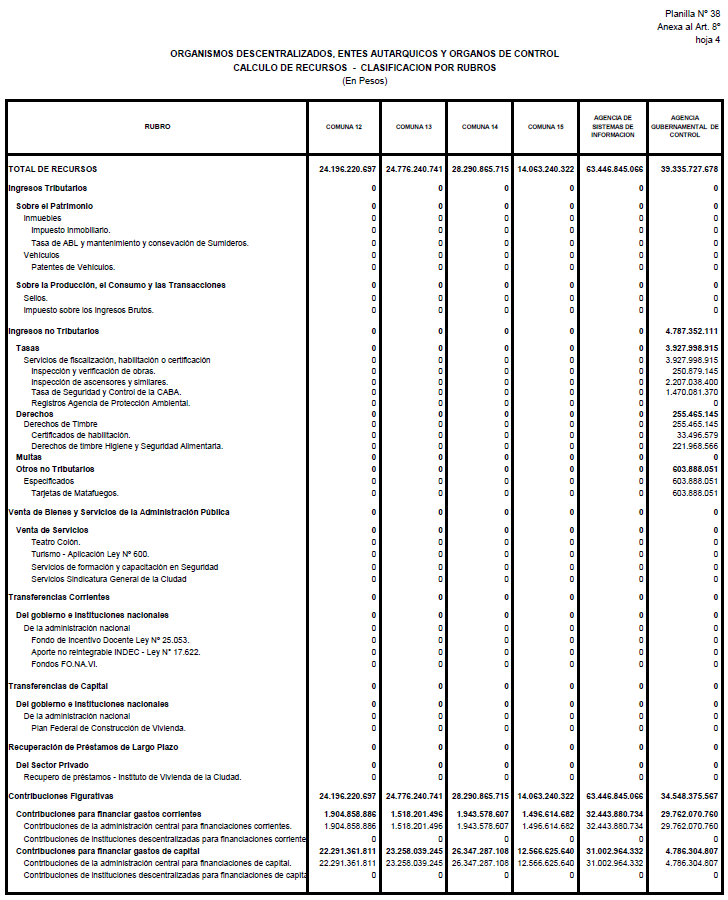 Planilla Nº 38
Anexa al Art. 8º
hoja 4
ORGANISMOS DESCENTRALIZADOS, ENTES AUTARQUICOS Y ORGANOS DE CONTROL
CALCULO DE RECURSOS - CLASIFICACION POR RUBROS
(En Pesos)
RUBRO COMUNA 12 COMUNA 13 COMUNA 14 COMUNA 15 AGENCIA DE SISTEMAS DE INFORMACION AGENCIA GUBERNAMENTAL DE CONTROL
TOTAL DE RECURSOS 24.196.220.697 24.776.240.741 28.290.865.715 14.063.240.322 63.446.845.066 39.335.727.678
Ingresos Tributarios 0 0 0 0 0 0
Sobre el Patrimonio 0 0 0 0 0 0
Inmuebles 0 0 0 0 0 0
Impuesto Inmobiliario. 0 0 0 0 0 0
Tasa de ABL y mantenimiento y consevación de Sumideros. 0 0 0 0 0 0
Vehículos 0 0 0 0 0 0
Patentes de Vehículos. 0 0 0 0 0 0
Sobre la Producción, el Consumo y las Transacciones 0 0 0 0 0 0
Sellos. 0 0 0 0 0 0
Impuesto sobre los Ingresos Brutos. 0 0 0 0 0 0
Ingresos no Tributarios 0 0 0 0 0 4.787.352.111
Tasas 0 0 0 0 0 3.927.998.915
Servicios de fiscalización, habilitación o certificación 0 0 0 0 0 3.927.998.915
Inspección y verificación de obras. 0 0 0 0 0 250.879.145
Inspección de ascensores y similares. 0 0 0 0 0 2.207.038.400
Tasa de Seguridad y Control de la CABA. 0 0 0 0 0 1.470.081.370
Registros Agencia de Protección Ambiental. 0 0 0 0 0 0
Derechos 0 0 0 0 0 255.465.145
Derechos de Timbre 0 0 0 0 0 255.465.145
Certificados de habilitación. 0 0 0 0 0 33.496.579
Derechos de timbre Higiene y Seguridad Alimentaria. 0 0 0 0 0 221.968.566
Multas 0 0 0 0 0 0
Otros no Tributarios 0 0 0 0 0 603.888.051
Especificados 0 0 0 0 0 603.888.051
Tarjetas de Matafuegos. 0 0 0 0 0 603.888.051
Venta de Bienes y Servicios de la Administración Pública 0 0 0 0 0 0
Venta de Servicios 0 0 0 0 0 0
Teatro Colón. 0 0 0 0 0 0
Turismo - Aplicación Ley Nº 600. 0 0 0 0 0 0
Servicios de formación y capacitación en Seguridad 0 0 0 0 0 0
Servicios Sindicatura General de la Ciudad 0 0 0 0 0 0
Transferencias Corrientes 0 0 0 0 0 0
Del gobierno e instituciones nacionales 0 0 0 0 0 0
De la administración nacional 0 0 0 0 0 0
Fondo de Incentivo Docente Ley Nº 25.053. 0 0 0 0 0 0
Aporte no reintegrable INDEC - Ley N° 17.622. 0 0 0 0 0 0
Fondos FO.NA.VI. 0 0 0 0 0 0
Transferencias de Capital 0 0 0 0 0 0
Del gobierno e instituciones nacionales 0 0 0 0 0 0
De la administración nacional 0 0 0 0 0 0
Plan Federal de Construcción de Vivienda. 0 0 0 0 0 0
Recuperación de Préstamos de Largo Plazo 0 0 0 0 0 0
Del Sector Privado 0 0 0 0 0 0
Recupero de préstamos - Instituto de Vivienda de la Ciudad. 0 0 0 0 0 0
Contribuciones Figurativas 24.196.220.697 24.776.240.741 28.290.865.715 14.063.240.322 63.446.845.066 34.548.375.567
Contribuciones para financiar gastos corrientes 1.904.858.886 1.518.201.496 1.943.578.607 1.496.614.682 32.443.880.734 29.762.070.760
Contribuciones de la administración central para financiaciones corrientes. 1.904.858.886 1.518.201.496 1.943.578.607 1.496.614.682 32.443.880.734 29.762.070.760
Contribuciones de instituciones descentralizadas para financiaciones corriente 0 0 0 0 0 0
Contribuciones para financiar gastos de capital 22.291.361.811 23.258.039.245 26.347.287.108 12.566.625.640 31.002.964.332 4.786.304.807
Contribuciones de la administración central para financiaciones de capital. 22.291.361.811 23.258.039.245 26.347.287.108 12.566.625.640 31.002.964.332 4.786.304.807
Contribuciones de instituciones descentralizadas para financiaciones de capita 0 0 0 0 0 0